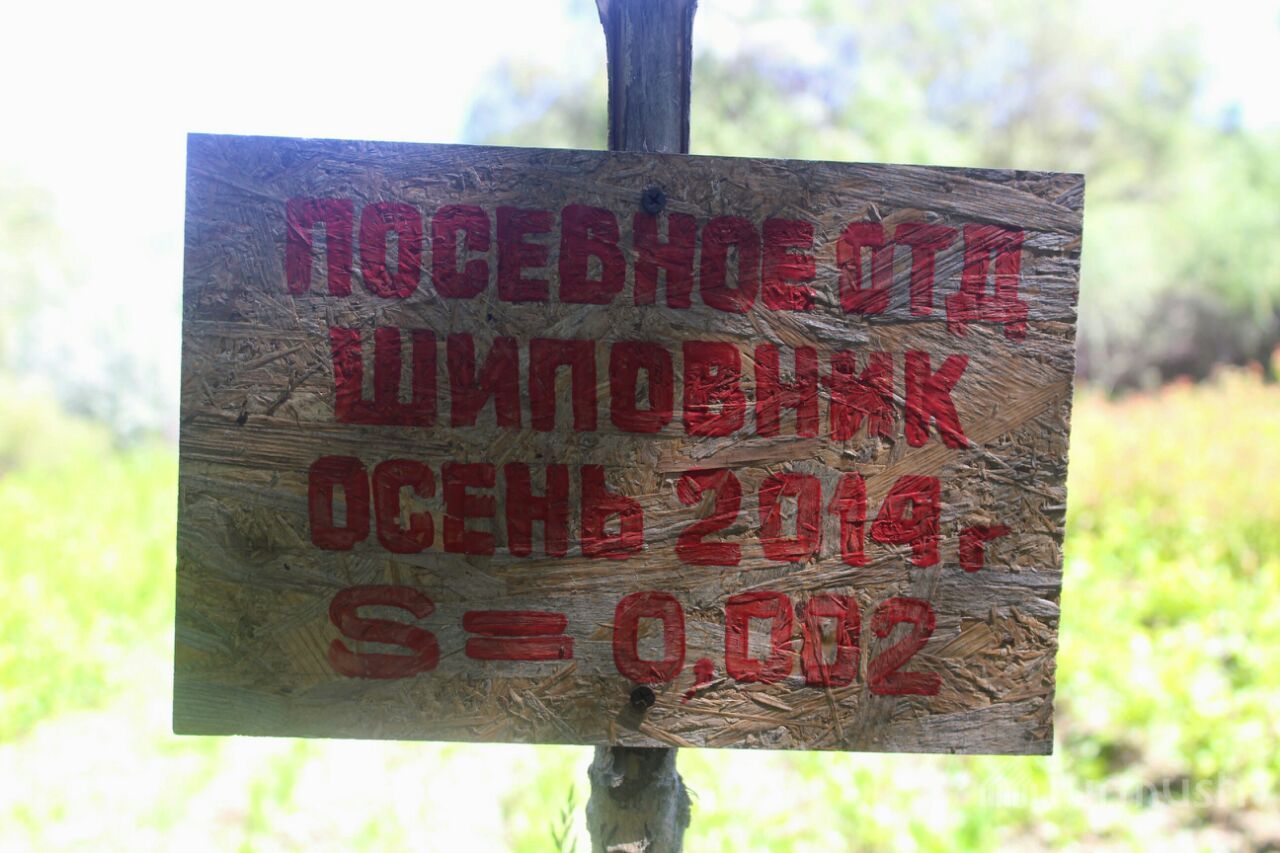 ПОСЕВНОЕ ОТД
ШИПОВНИК
ОСЕНЬ 2014 г
S = 0,002